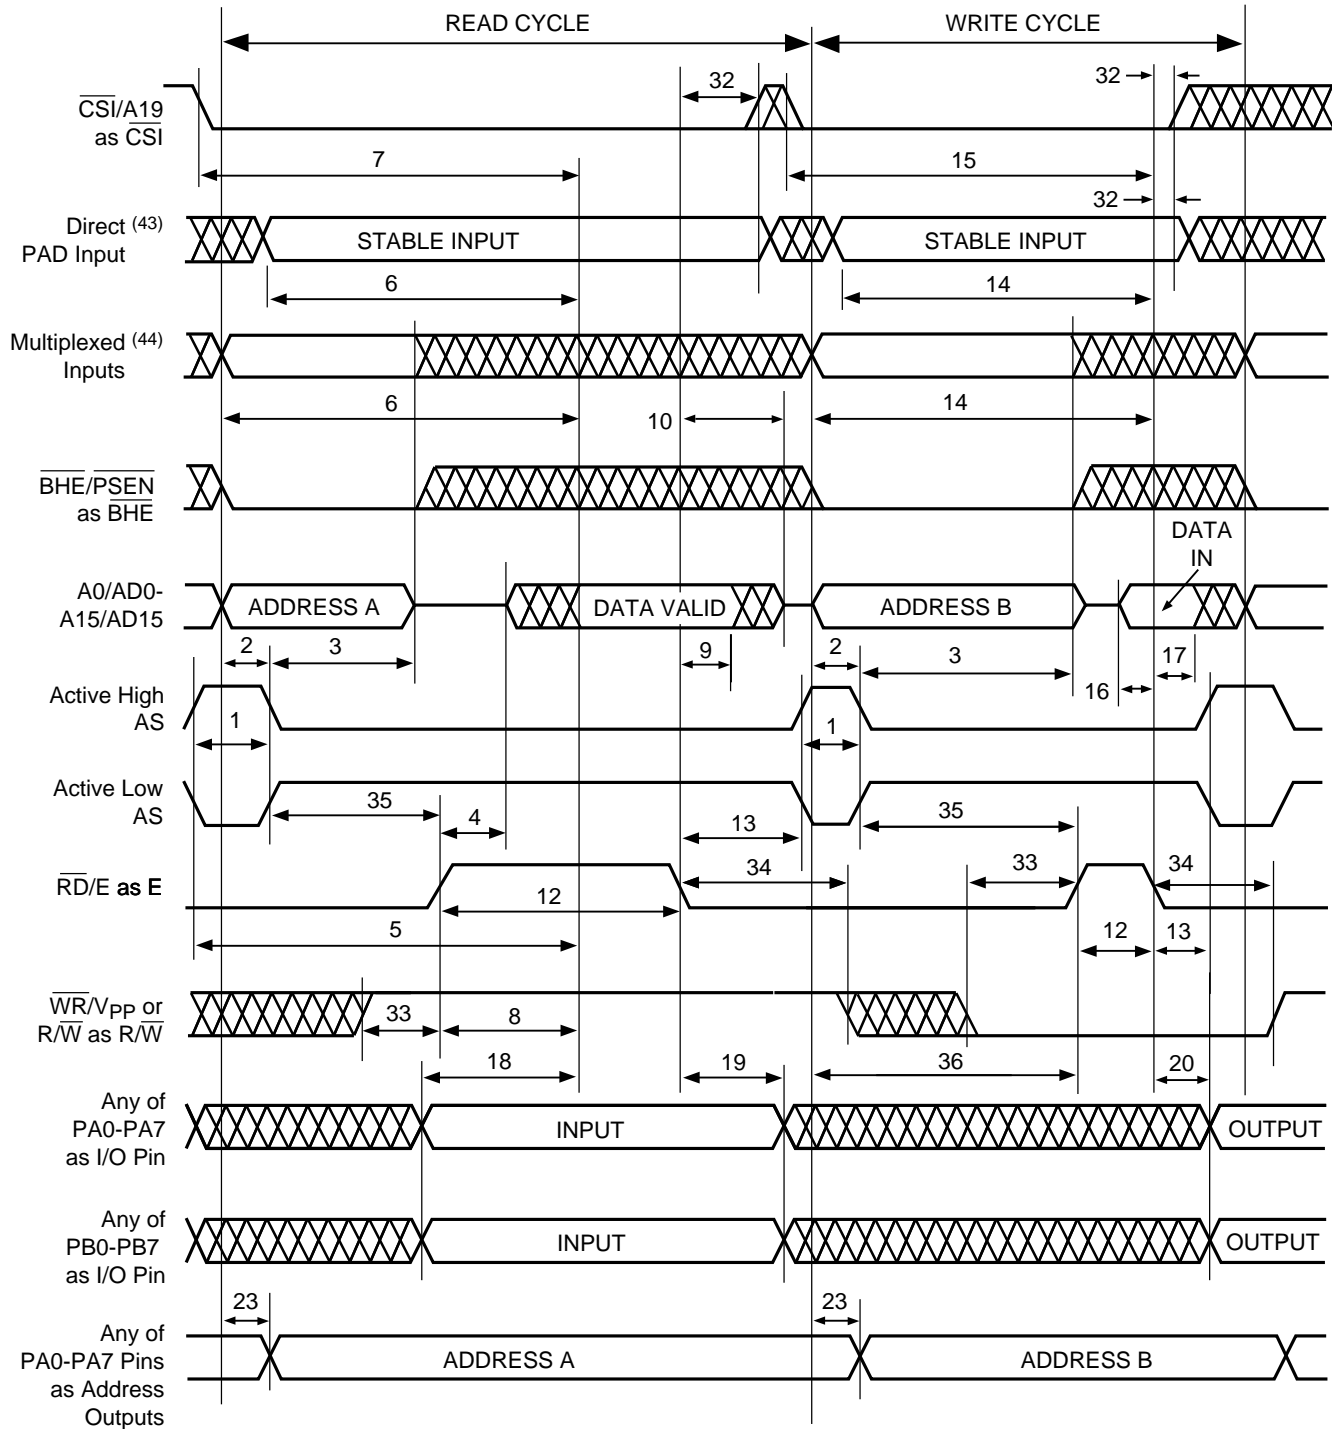 READ CYCLE WRITE CYCLE
32 32
CSI/A19
as CSI
7 15
32
Direct (43)
PAD Input
STABLE INPUT STABLE INPUT
6 14
Multiplexed (44)
Inputs
6 10 14
BHE/PSEN
as BHE
DATA
IN
A0/AD0-
A15/AD15
ADDRESS A DATA VALID ADDRESS B
2 3 9 2 3 17
16
Active High
AS
1 1
Active Low
AS
35 4 13 35
34 33 34
RD/E as E
12
5 12 13
WR/VPP or
R/W as R/W
33 8
18 19 36 20
Any of
PA0-PA7
as I/O Pin
INPUT OUTPUT
Any of
PB0-PB7
as I/O Pin
INPUT OUTPUT
23 23
Any of
PA0-PA7 Pins
as Address
Outputs
ADDRESS A ADDRESS B